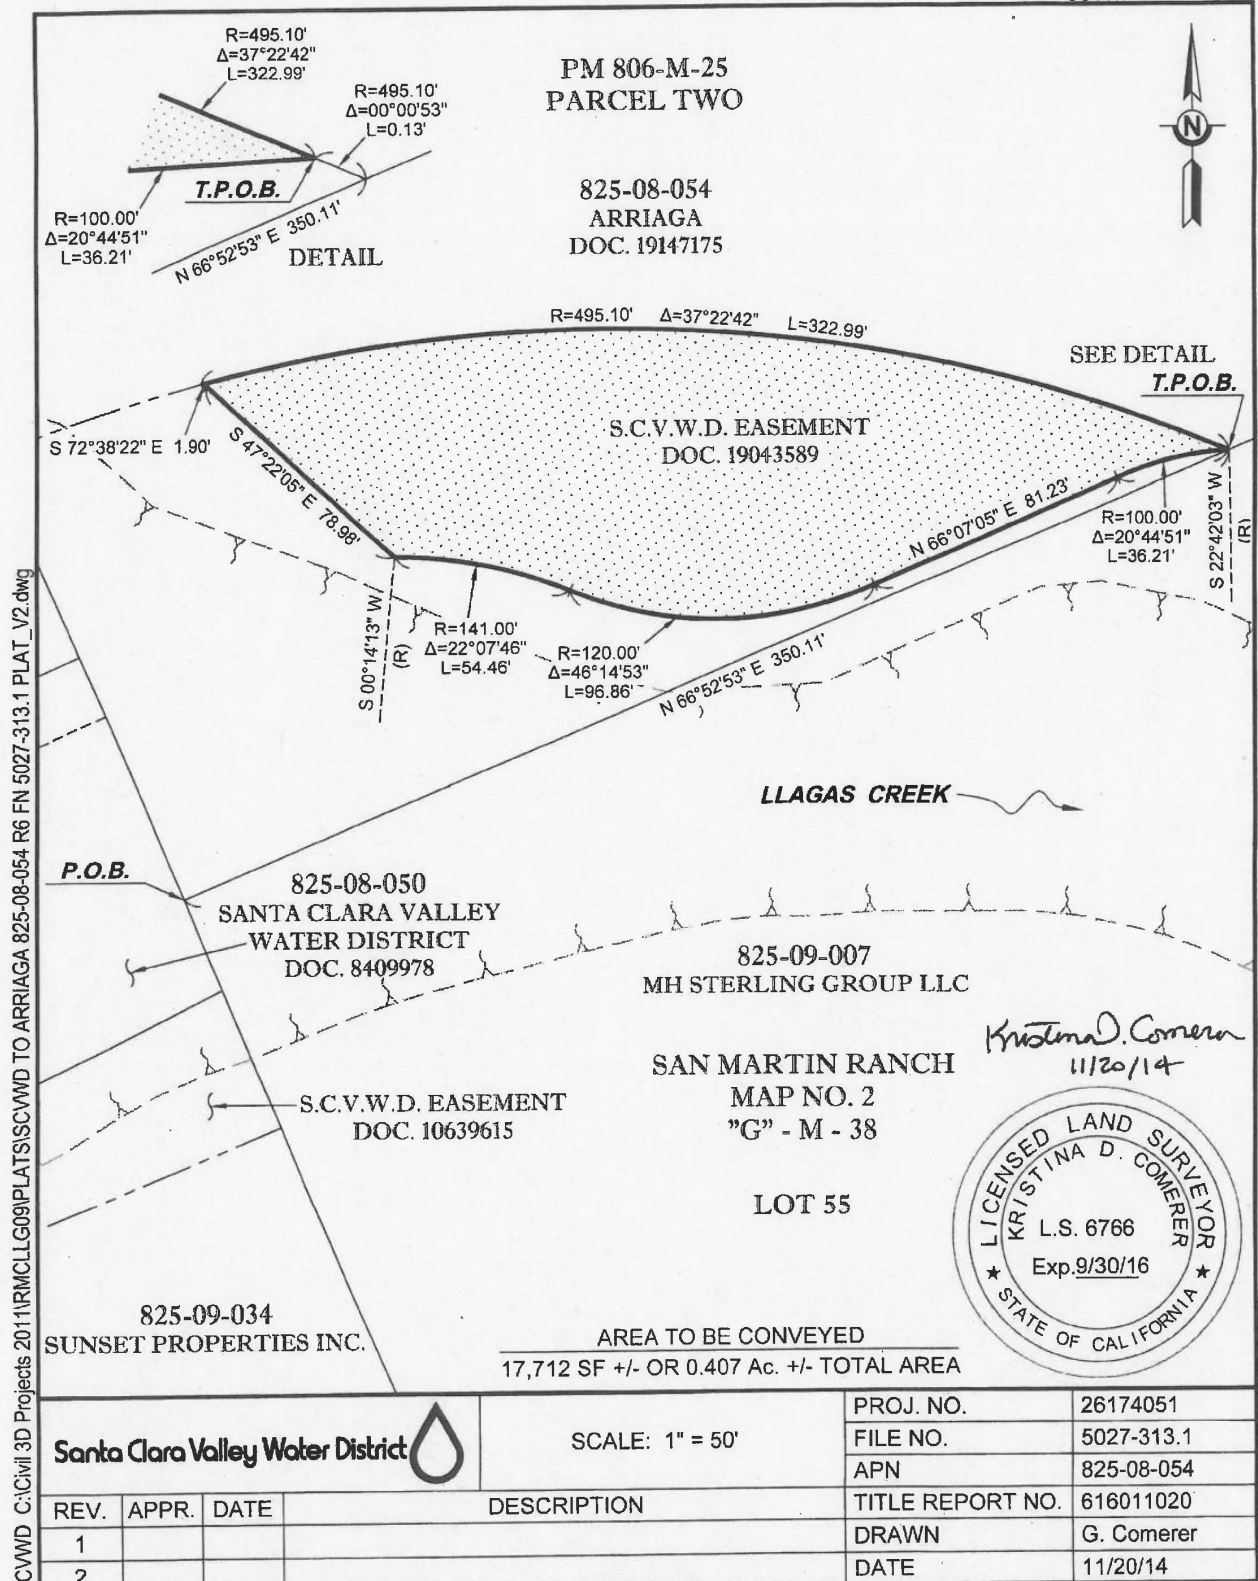 R=495.10'
Δ=37°22'42"
L=322.99'
R=495.10'
Δ=00°00'53"
L=0.13'
T.P.O.B.
R=100.00'
Δ=20°44'51"
L=36.21'
N 66°52'53" E 350.11'
DETAIL
PM 806-M-25
PARCEL TWO
825-08-054
ARRIAGA
DOC. 19147175
N
R=495.10' Δ=37°22'42" L=322.99'
SEE DETAIL
T.P.O.B.
S.C.V.W.D. EASEMENT
DOC. 19043589
S 72°38'22" E 1.90'
S 47°22'05" E 78.98'
N 66°07'05" E 81.23'
R=100.00'
Δ=20°44'51"
L=36.21'
S 22°42'03" W
(R)
S 00°14'13" W
(R)
R=141.00'
Δ=22°07'46"
L=54.46'
R=120.00'
Δ=46°14'53"
L=96.86'
N 66°52'53" E 350.11'
LLAGAS CREEK
P.O.B.
825-08-050
SANTA CLARA VALLEY
WATER DISTRICT
DOC. 8409978
825-09-007
MH STERLING GROUP LLC
Kristina D. Comerer
11/20/14
SAN MARTIN RANCH
MAP NO. 2
"G" - M - 38
LOT 55
S.C.V.W.D. EASEMENT
DOC. 10639615
LICENSED LAND SURVEYOR
KRISTINA D. COMERER
L.S. 6766
Exp.9/30/16
STATE OF CALIFORNIA
825-09-034
SUNSET PROPERTIES INC.
AREA TO BE CONVEYED
17,712 SF +/- OR 0.407 Ac. +/- TOTAL AREA
Santa Clara Valley Water District
SCALE: 1" = 50'
PROJ. NO. 26174051
FILE NO. 5027-313.1
APN 825-08-054
TITLE REPORT NO. 616011020
DRAWN G. Comerer
DATE 11/20/14
REV. APPR. DATE DESCRIPTION
1
2
CVWD C:\Civil 3D Projects 2011\RMCLLG09\PLATS\SCVWD TO ARRIAGA 825-08-054 R6 FN 5027-313.1 PLAT_V2.dwg